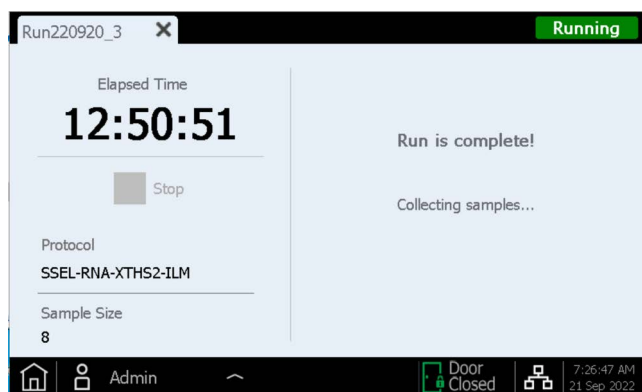 Run220920_3
Running
Elapsed Time
12:50:51
Stop
Protocol
SSEL-RNA-XTHS2-ILM
Sample Size
8
Run is complete!
Collecting samples...
Admin
Door
Closed
7:26:47 AM
21 Sep 2022